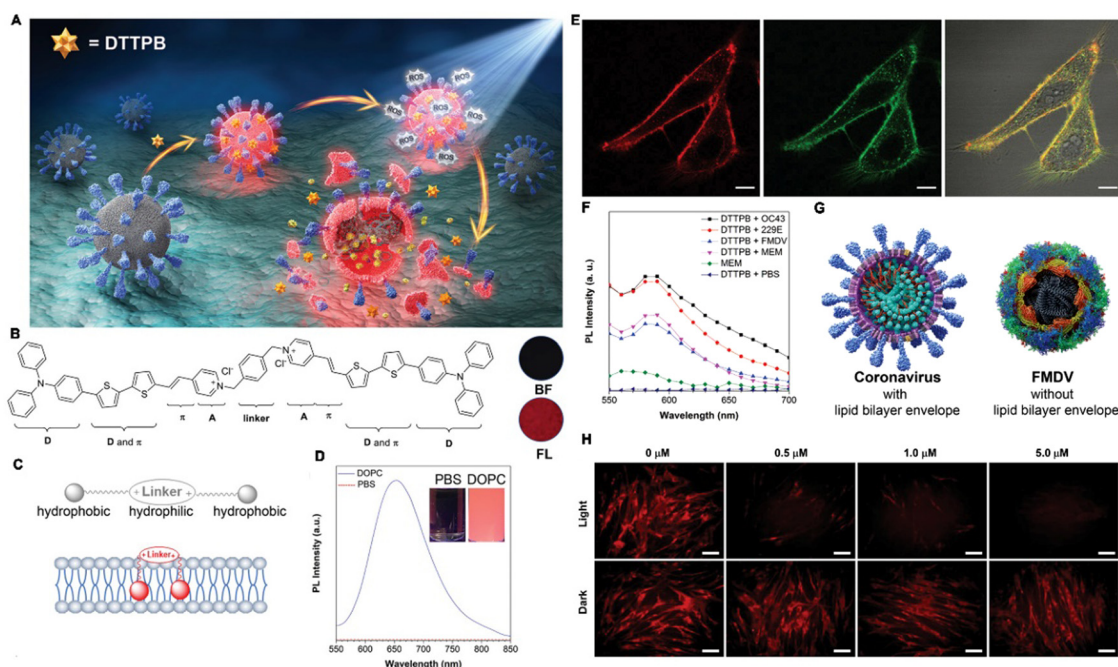 A
= DTTPB
ROS
ROS
ROS
ROS
ROS
ROS
ROS
B
N
S
S
N
+
Cl⁻
Cl⁻
N
+
S
S
N
D
D and π
π
A
linker
A
π
D and π
D
BF
FL
C
+ Linker +
hydrophobic hydrophilic hydrophobic
+Linker+
D
PL Intensity (a.u.)
DOPC
PBS
PBS DOPC
550 600 650 700 750 800 850
Wavelength (nm)
E
F
PL Intensity (a. u.)
DTTPB + OC43
DTTPB + 229E
DTTPB + FMDV
DTTPB + MEM
MEM
DTTPB + PBS
550 600 650 700
Wavelength (nm)
G
Coronavirus
with
lipid bilayer envelope
FMDV
without
lipid bilayer envelope
H
0 μM 0.5 μM 1.0 μM 5.0 μM
Light
Dark